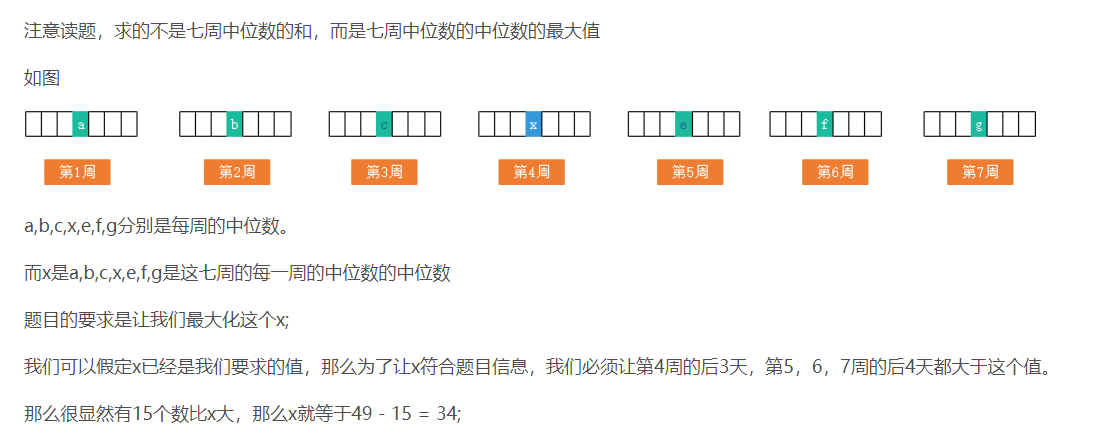 注意读题，求的不是七周中位数的和，而是七周中位数的中位数的最大值
如图
a b c x e f g
第1周 第2周 第3周 第4周 第5周 第6周 第7周
a,b,c,x,e,f,g分别是每周的中位数。
而x是a,b,c,x,e,f,g是这七周的每一周的中位数的中位数
题目的要求是让我们最大化这个x;
我们可以假定x已经是我们要求的值，那么为了让x符合题目信息，我们必须让第4周的后3天，第5，6，7周的后4天都大于这个值。
那么很显然有15个数比x大，那么x就等于49 - 15 = 34;